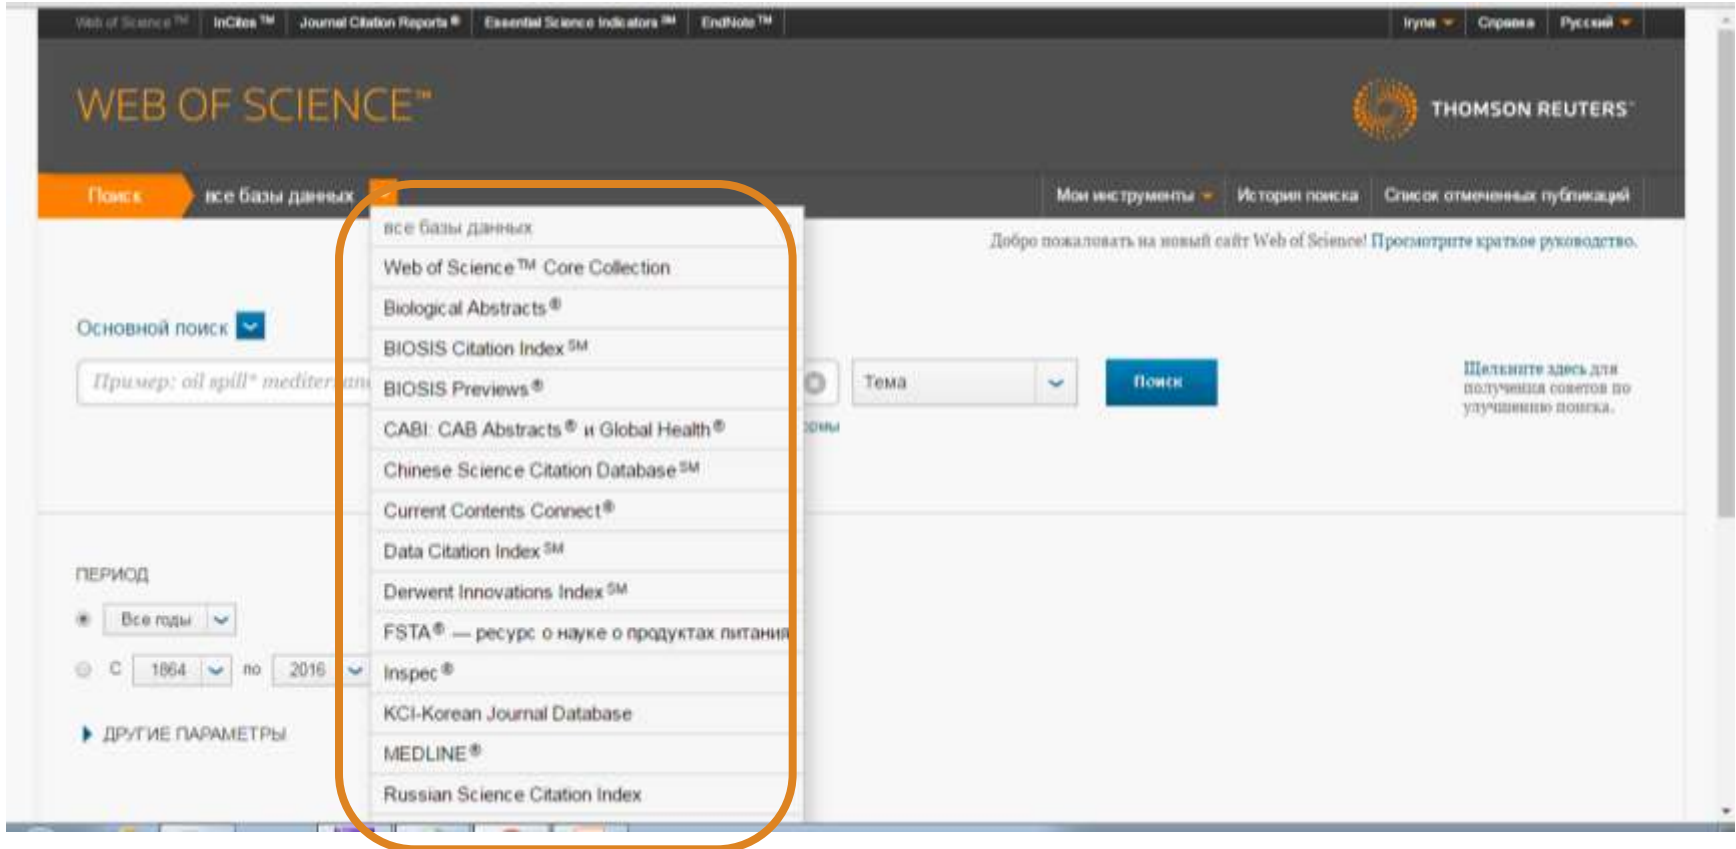 Web of Science™ InCites™ Journal Citation Reports® Essential Science Indicators℠ EndNote™ Iryna Справка Русский
WEB OF SCIENCE™
THOMSON REUTERS™
Поиск все базы данных Мои инструменты История поиска Список отмеченных публикаций
все базы данных
Добро пожаловать на новый сайт Web of Science! Просмотрите краткое руководство.
Web of Science™ Core Collection
Biological Abstracts®
Основной поиск
BIOSIS Citation Index℠
Пример: oil spill* mediterran
BIOSIS Previews®
Тема
Поиск
Щелкните здесь для
получения советов по
улучшению поиска.
CABI: CAB Abstracts® и Global Health®
Chinese Science Citation Database℠
Current Contents Connect®
Data Citation Index℠
ПЕРИОД
Derwent Innovations Index℠
Все годы
FSTA® — ресурс о науке о продуктах питания
С 1864 по 2016
Inspec®
KCI-Korean Journal Database
ДРУГИЕ ПАРАМЕТРЫ
MEDLINE®
Russian Science Citation Index